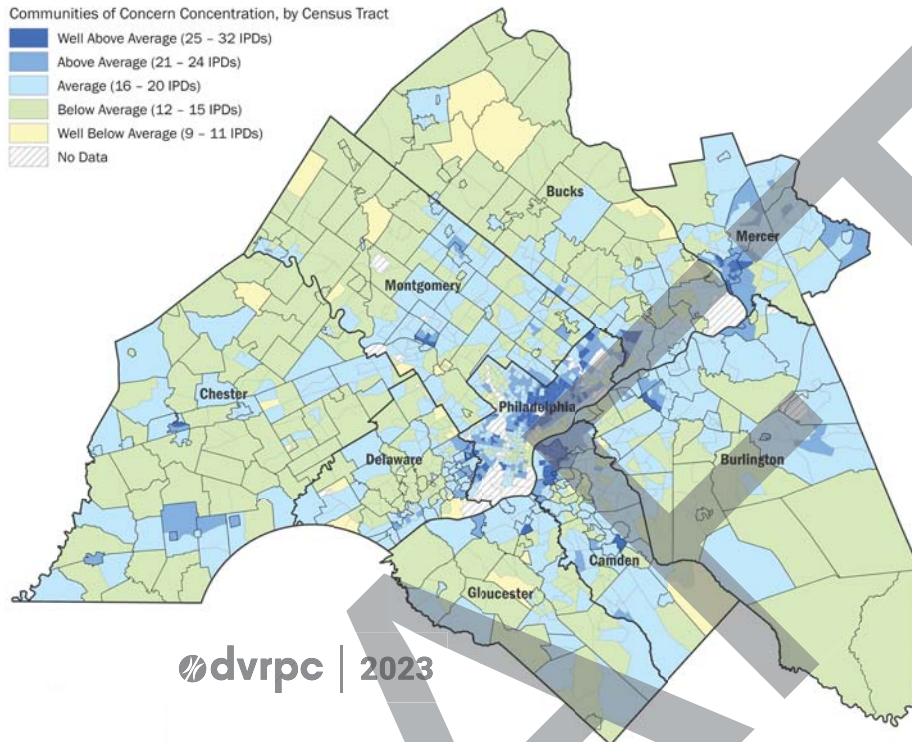 Communities of Concern Concentration, by Census Tract
Well Above Average (25 – 32 IPDs)
Above Average (21 – 24 IPDs)
Average (16 – 20 IPDs)
Below Average (12 – 15 IPDs)
Well Below Average (9 – 11 IPDs)
No Data
Bucks
Mercer
Montgomery
Chester
Philadelphia
Delaware
Burlington
Camden
Gloucester
dvrpc | 2023